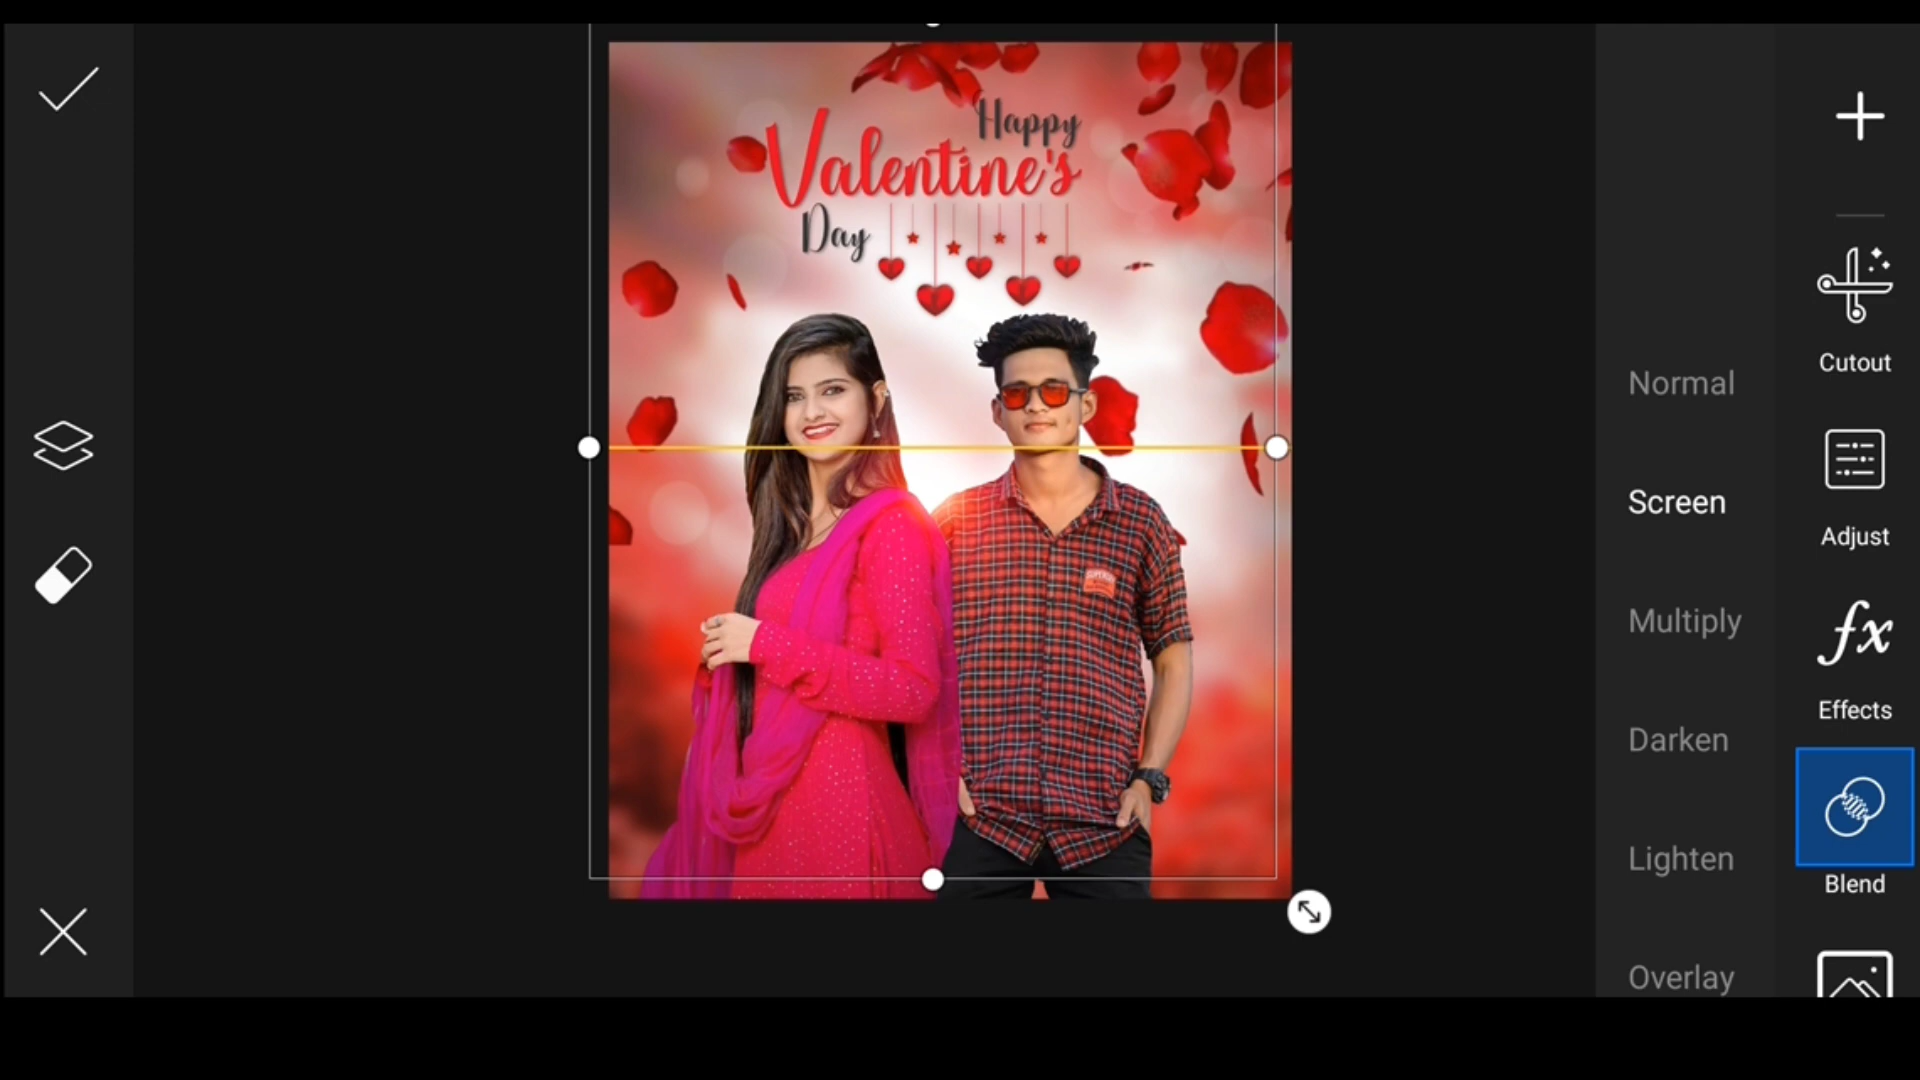 Happy
Valentine's
Day
Normal
Screen
Multiply
Darken
Lighten
Overlay
Cutout
Adjust
fx
Effects
Blend